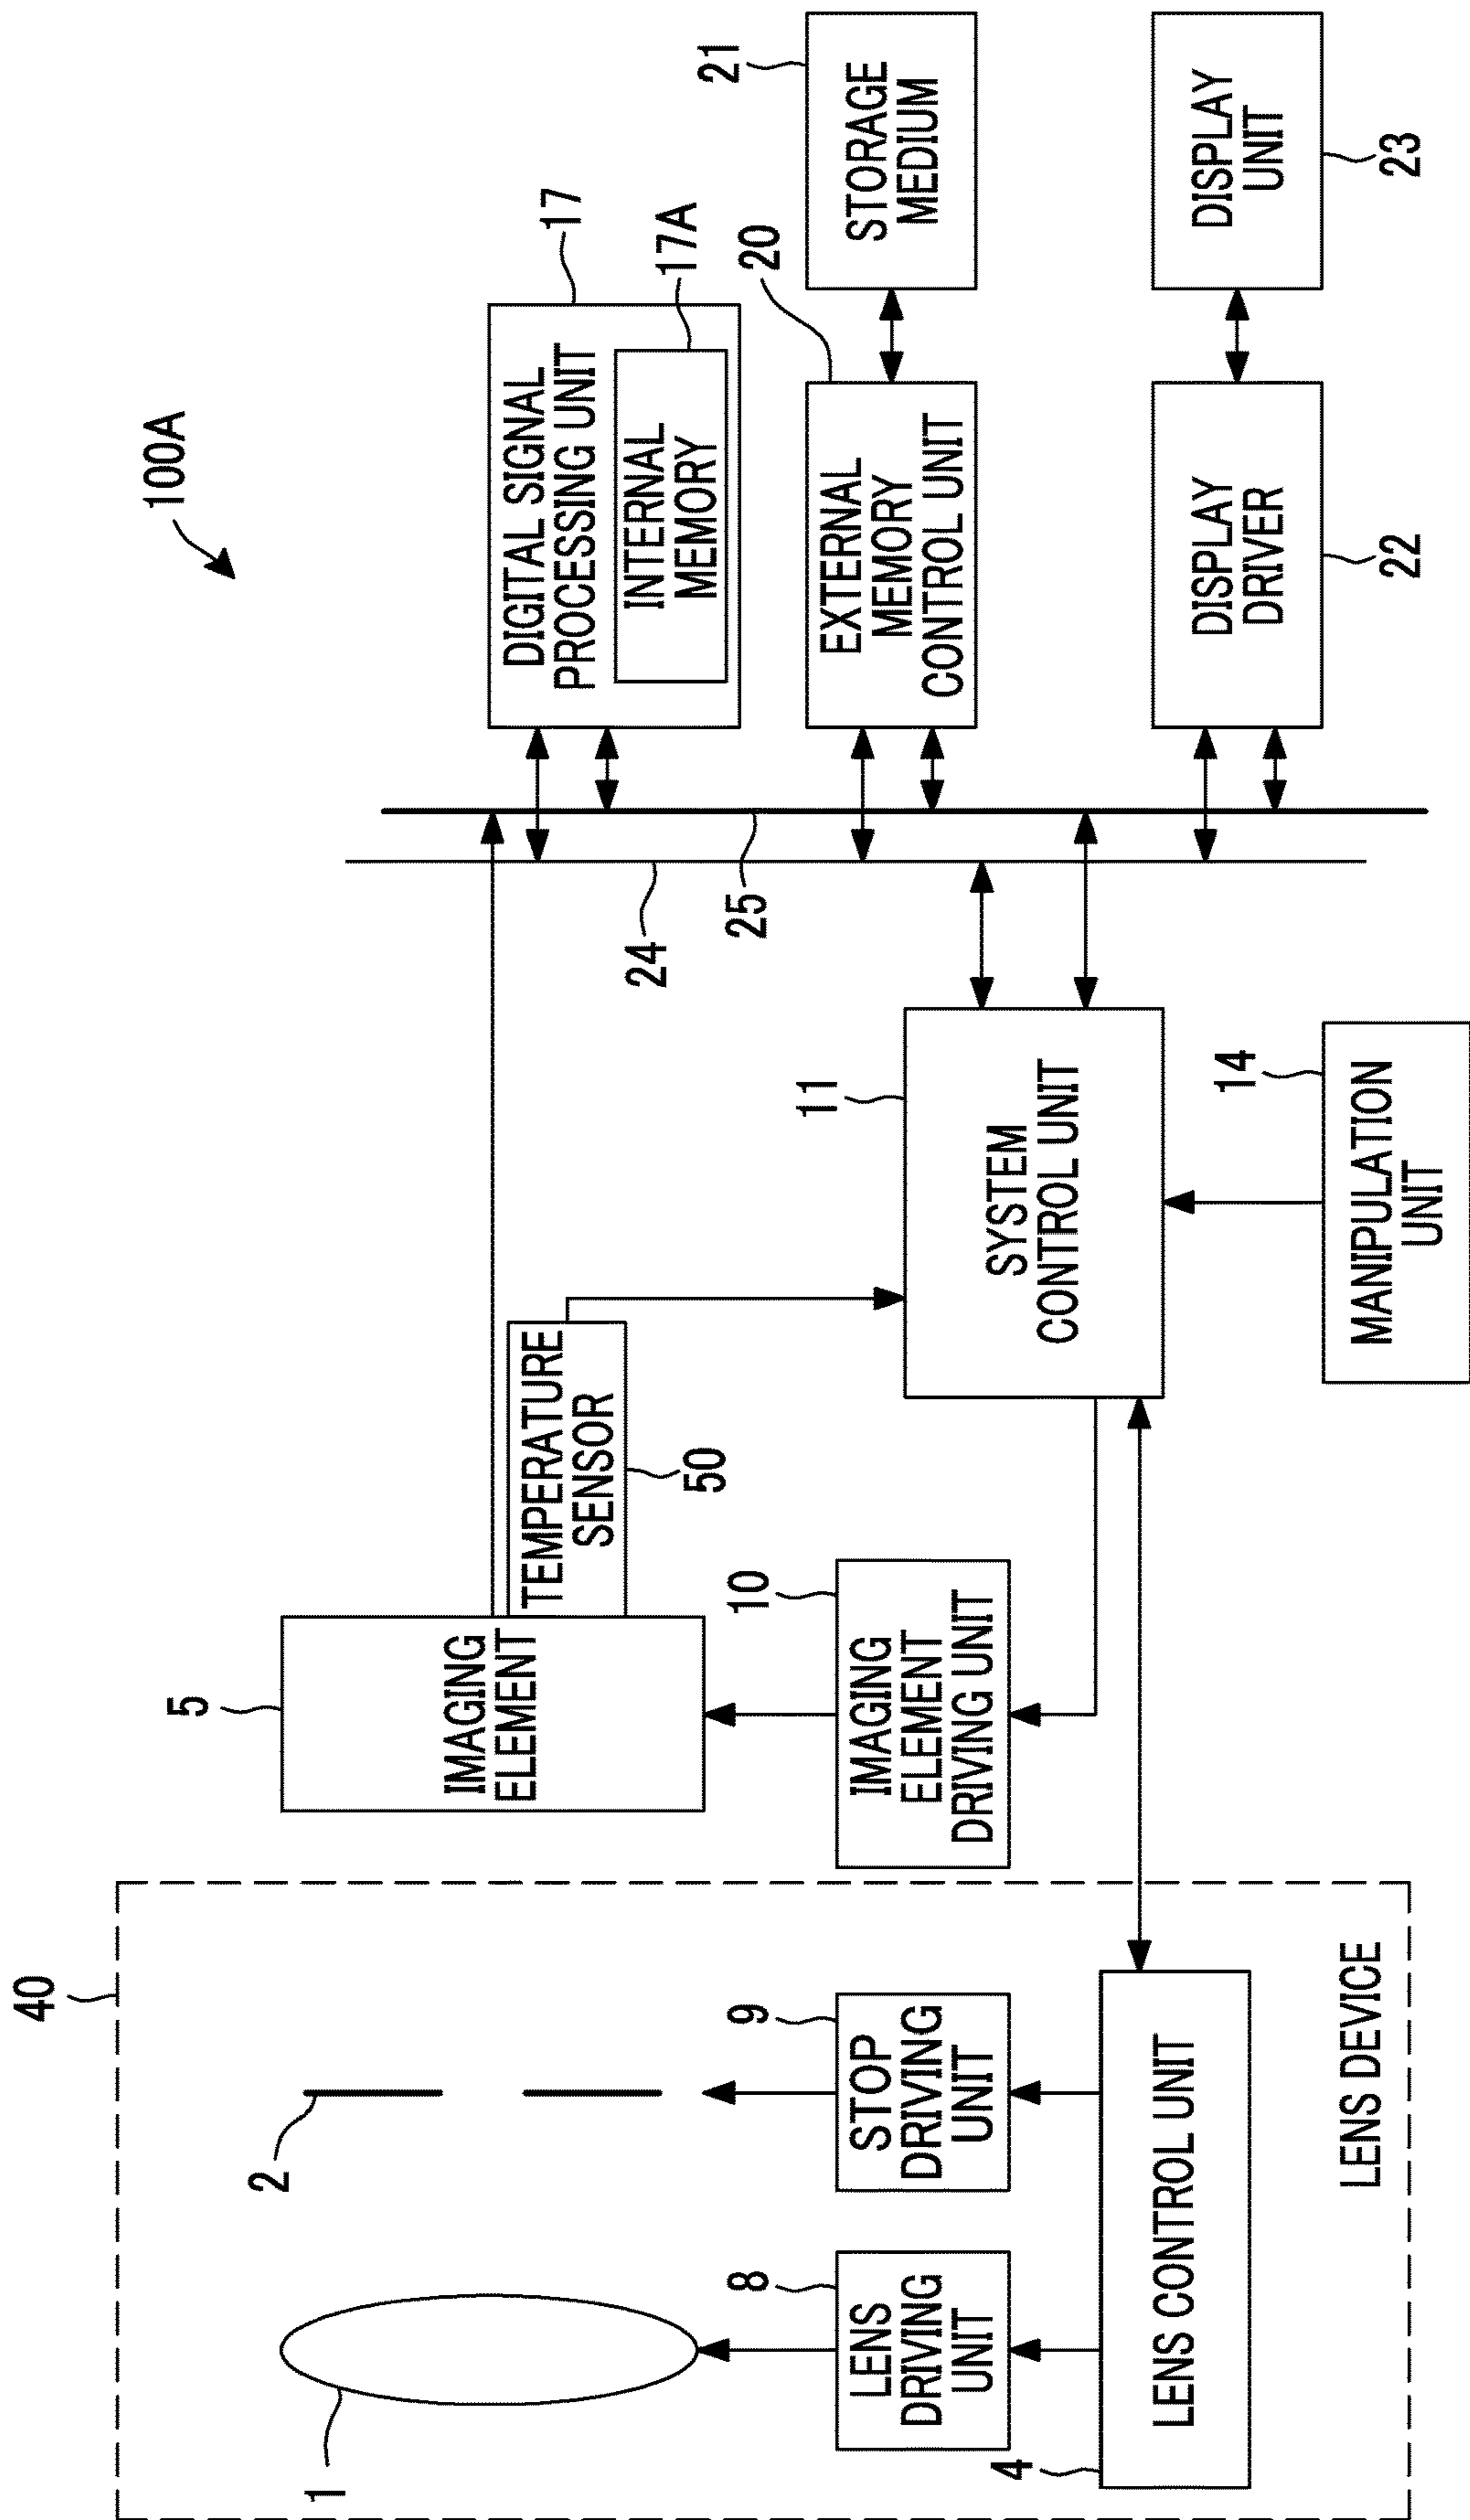 100A
40
1
2
5
IMAGING
ELEMENT
TEMPERATURE
SENSOR
50
17
DIGITAL SIGNAL
PROCESSING UNIT
17A
INTERNAL
MEMORY
24
25
8
LENS
DRIVING
UNIT
9
STOP
DRIVING
UNIT
10
IMAGING
ELEMENT
DRIVING UNIT
11
SYSTEM
CONTROL UNIT
20
EXTERNAL
MEMORY
CONTROL UNIT
21
STORAGE
MEDIUM
4
LENS CONTROL UNIT
LENS DEVICE
14
MANIPULATION
UNIT
DISPLAY
DRIVER
22
DISPLAY
UNIT
23